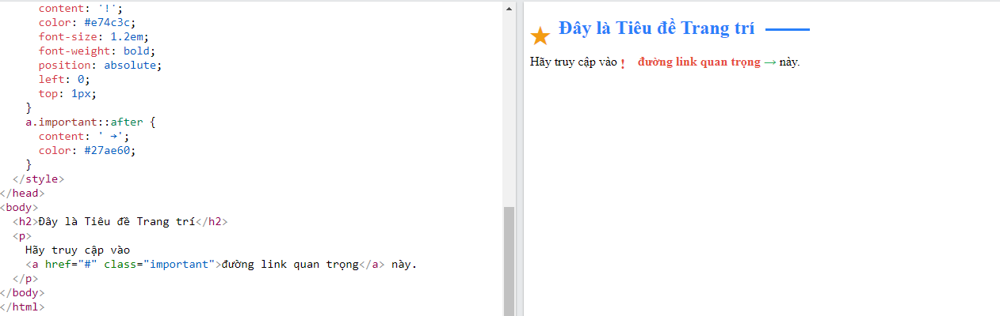 content: '!';
color: #e74c3c;
font-size: 1.2em;
font-weight: bold;
position: absolute;
left: 0;
top: 1px;
}
a.important::after {
content: ' →';
color: #27ae60;
}
</style>
</head>
<body>
<h2>Đây là Tiêu đề Trang trí</h2>
<p>
Hãy truy cập vào
<a href="#" class="important">đường link quan trọng</a> này.
</p>
</body>
</html>
★ Đây là Tiêu đề Trang trí
Hãy truy cập vào ! đường link quan trọng → này.